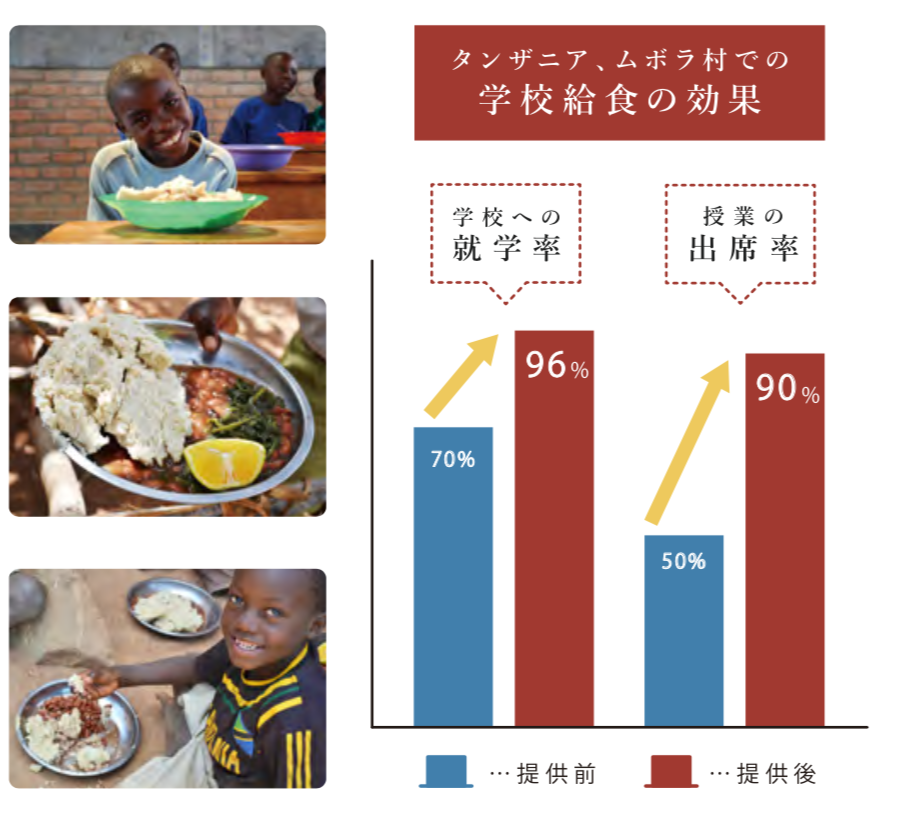 タンザニア、ムボラ村での
学校給食の効果
学校への
就学率
授業の
出席率
96%
90%
70%
50%
…提供前
…提供後